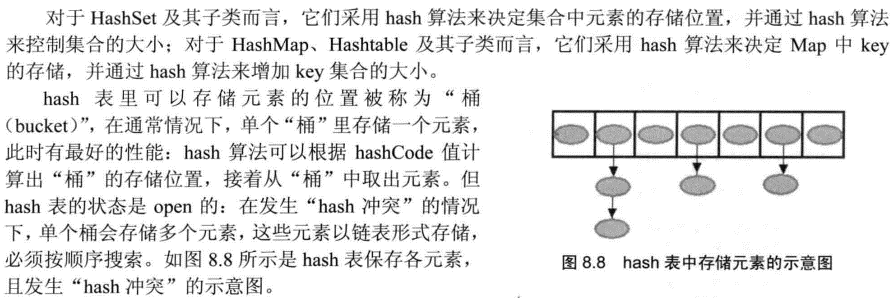 对于 HashSet 及其子类而言，它们采用 hash 算法来决定集合中元素的存储位置，并通过 hash 算法
来控制集合的大小；对于 HashMap、Hashtable 及其子类而言，它们采用 hash 算法来决定 Map 中 key
的存储，并通过 hash 算法来增加 key 集合的大小。
hash 表里可以存储元素的位置被称为“桶
（bucket）”，在通常情况下，单个“桶”里存储一个元素，
此时有最好的性能：hash 算法可以根据 hashCode 值计
算出“桶”的存储位置，接着从“桶”中取出元素。但
hash 表的状态是 open 的：在发生“hash 冲突”的情况
下，单个桶会存储多个元素，这些元素以链表形式存储，
必须按顺序搜索。如图 8.8 所示是 hash 表保存各元素，
且发生“hash 冲突”的示意图。
图 8.8 hash 表中存储元素的示意图